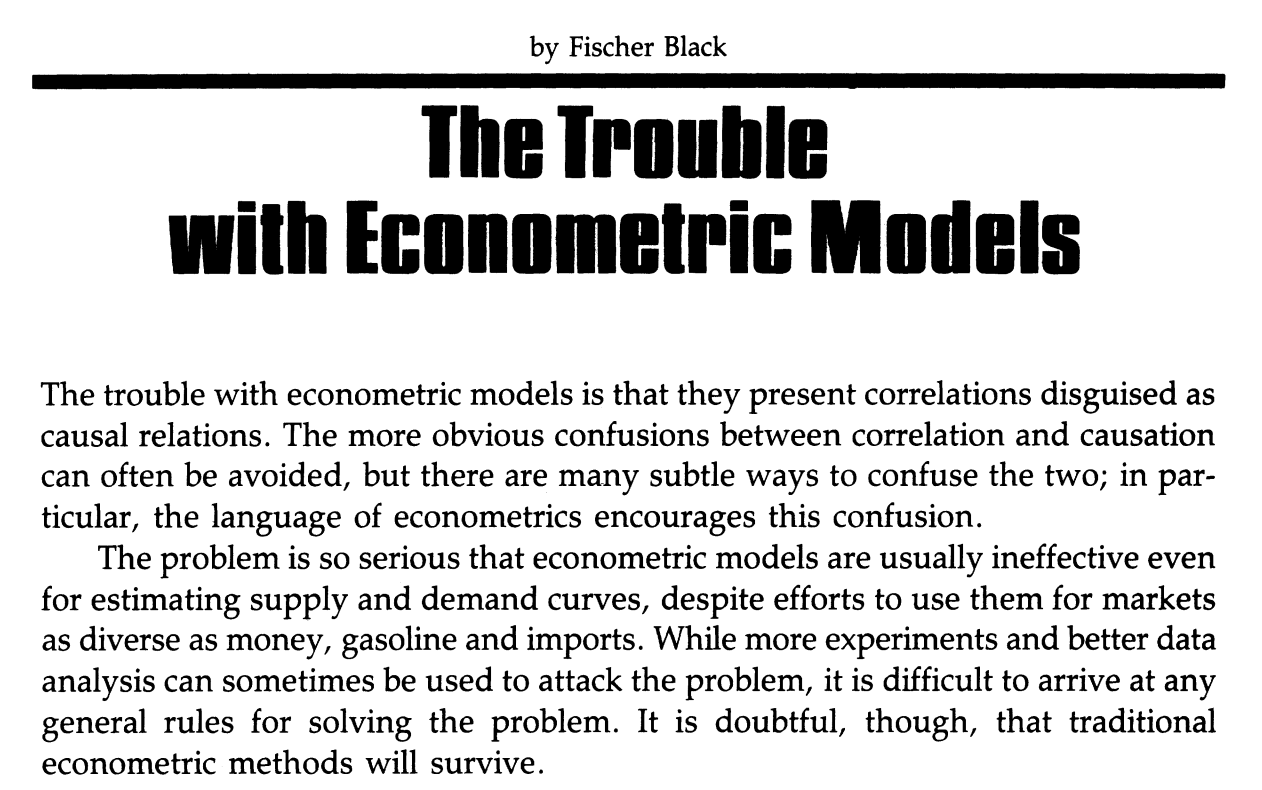 by Fischer Black
The Trouble
with Econometric Models
The trouble with econometric models is that they present correlations disguised as
causal relations. The more obvious confusions between correlation and causation
can often be avoided, but there are many subtle ways to confuse the two; in par-
ticular, the language of econometrics encourages this confusion.
The problem is so serious that econometric models are usually ineffective even
for estimating supply and demand curves, despite efforts to use them for markets
as diverse as money, gasoline and imports. While more experiments and better data
analysis can sometimes be used to attack the problem, it is difficult to arrive at any
general rules for solving the problem. It is doubtful, though, that traditional
econometric methods will survive.